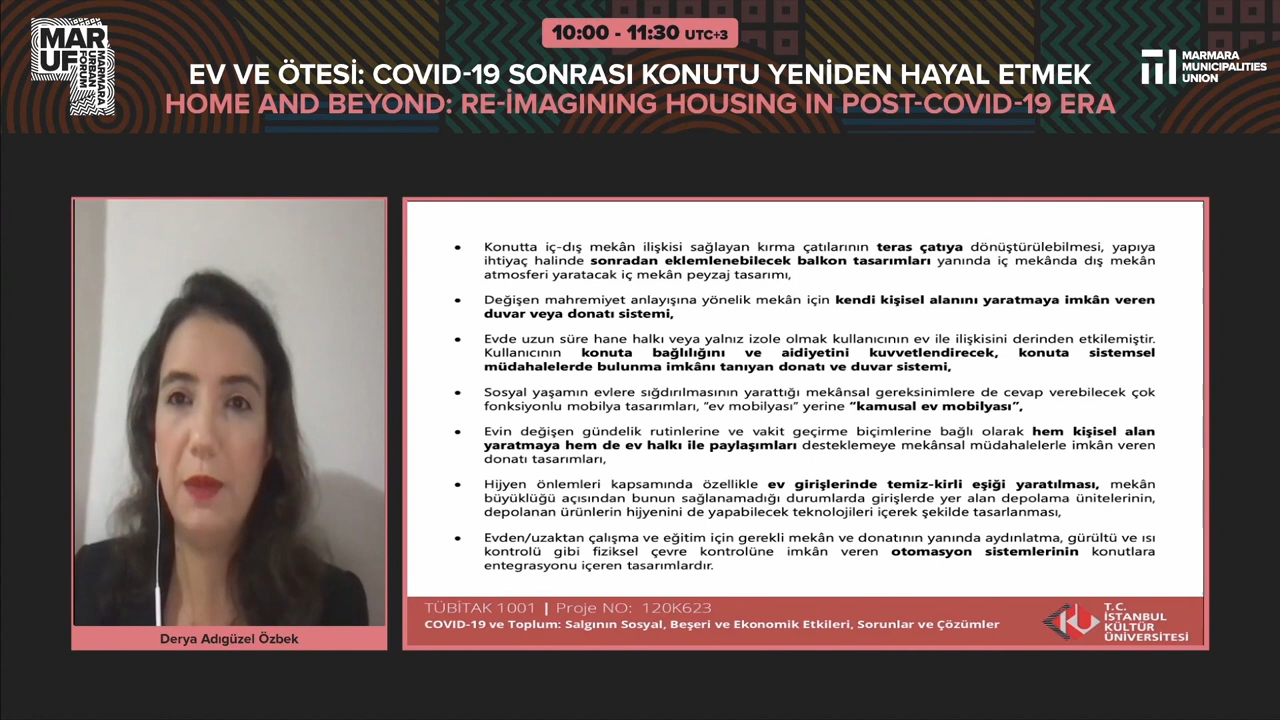 MAR
UF
MARMARA
URBAN
FORUM
10:00 - 11:30 UTC+3
EV VE ÖTESİ: COVID-19 SONRASI KONUTU YENİDEN HAYAL ETMEK
HOME AND BEYOND: RE-İMAGINING HOUSING IN POST-COVID-19 ERA
MARMARA
MUNICIPALITIES
UNION
• Konutta iç-dış mekân ilişkisi sağlayan kırma çatılarının teras çatıya dönüştürülebilmesi, yapıya
ihtiyaç halinde sonradan eklemlenebilecek balkon tasarımları yanında iç mekânda dış mekân
atmosferi yaratacak iç mekân peyzaj tasarımı,
• Değişen mahremiyet anlayışına yönelik mekân için kendi kişisel alanını yaratmaya imkân veren
duvar veya donatı sistemi,
• Evde uzun süre hane halkı veya yalnız izole olmak kullanıcının ev ile ilişkisini derinden etkilemiştir.
Kullanıcının konuta bağlılığını ve aidiyetini kuvvetlendirecek, konuta sistemsel
müdahalelerde bulunma imkânı tanıyan donatı ve duvar sistemi,
• Sosyal yaşamın evlere sığdırılmasının yarattığı mekânsal gereksinimlere de cevap verebilecek çok
fonksiyonlu mobilya tasarımları, “ev mobilyası” yerine “kamusal ev mobilyası”,
• Evin değişen gündelik rutinlerine ve vakit geçirme biçimlerine bağlı olarak hem kişisel alan
yaratmaya hem de ev halkı ile paylaşımları desteklemeye mekânsal müdahalelerle imkân veren
donatı tasarımları,
• Hijyen önlemleri kapsamında özellikle ev girişlerinde temiz-kirli eşiği yaratılması, mekân
büyüklüğü açısından bunun sağlanamadığı durumlarda girişlerde yer alan depolama ünitelerinin,
depolanan ürünlerin hijyenini de yapabilecek teknolojileri içerek şekilde tasarlanması,
• Evden/uzaktan çalışma ve eğitim için gerekli mekân ve donatının yanında aydınlatma, gürültü ve ısı
kontrolü gibi fiziksel çevre kontrolüne imkân veren otomasyon sistemlerinin konutlara
entegrasyonu içeren tasarımlardır.
TÜBİTAK 1001 | Proje NO: 120K623
COVID-19 ve Toplum: Salgının Sosyal, Beşeri ve Ekonomik Etkileri, Sorunlar ve Çözümler
T.C.
İSTANBUL
KÜLTÜR
ÜNİVERSİTESİ
Derya Adıgüzel Özbek